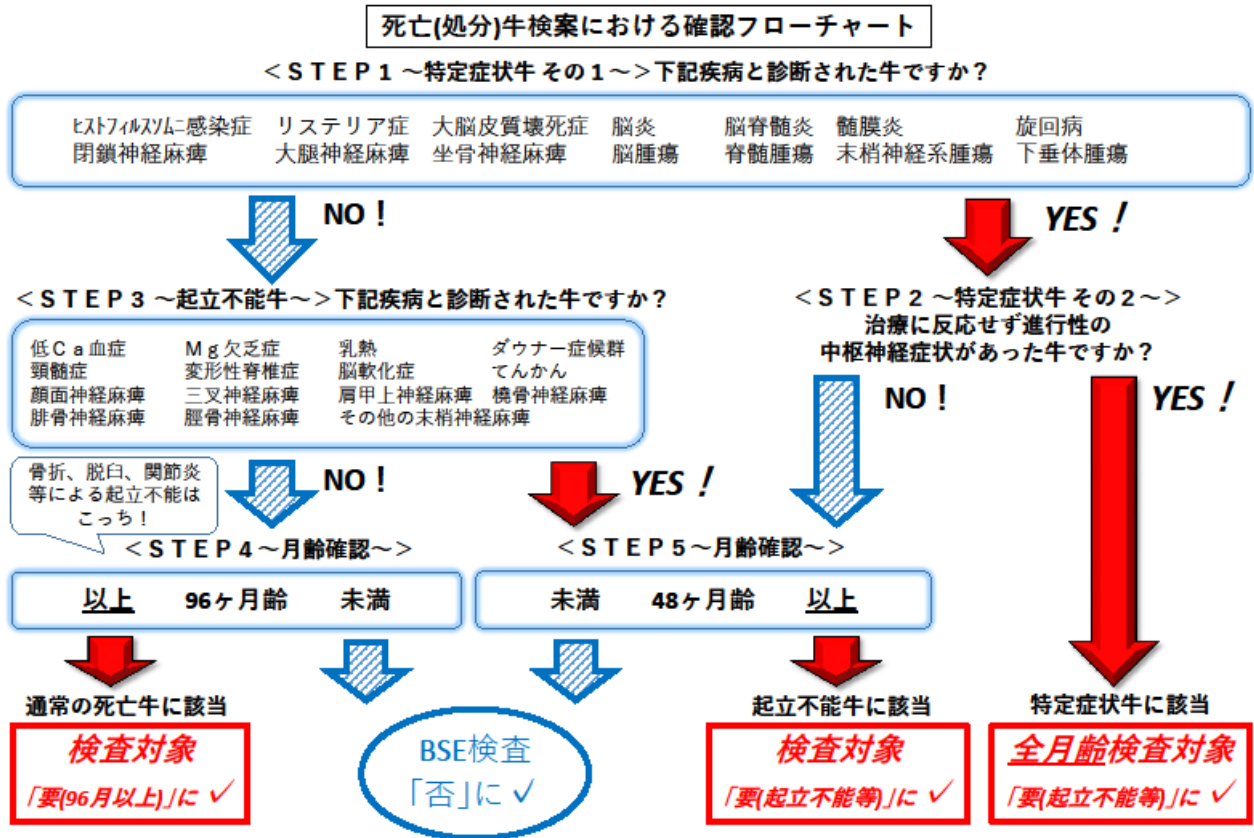 死亡(処分)牛検案における確認フローチャート
＜ＳＴＥＰ１～特定症状牛 その１～＞下記疾病と診断された牛ですか？
ﾋｽﾄﾌｨﾙｽｿﾑﾆ感染症 リステリア症 大脳皮質壊死症 脳炎 脳脊髄炎 髄膜炎 旋回病
閉鎖神経麻痺 大腿神経麻痺 坐骨神経麻痺 脳腫瘍 脊髄腫瘍 末梢神経系腫瘍 下垂体腫瘍
NO！
YES！
＜ＳＴＥＰ３～起立不能牛～＞下記疾病と診断された牛ですか？
低Ｃａ血症 Ｍｇ欠乏症 乳熱 ダウナー症候群
頸髄症 変形性脊椎症 脳軟化症 てんかん
顔面神経麻痺 三叉神経麻痺 肩甲上神経麻痺 橈骨神経麻痺
腓骨神経麻痺 脛骨神経麻痺 その他の末梢神経麻痺
＜ＳＴＥＰ２～特定症状牛 その２～＞
治療に反応せず進行性の
中枢神経症状があった牛ですか？
NO！
YES！
骨折、脱臼、関節炎
等による起立不能は
こっち！
NO！
YES！
＜ＳＴＥＰ４～月齢確認～＞
以上 96ヶ月齢 未満
＜ＳＴＥＰ５～月齢確認～＞
未満 48ヶ月齢 以上
通常の死亡牛に該当
検査対象
「要(96月以上)」に ✓
BSE検査
「否」に ✓
起立不能牛に該当
検査対象
「要(起立不能等)」に ✓
特定症状牛に該当
全月齢検査対象
「要(起立不能等)」に ✓